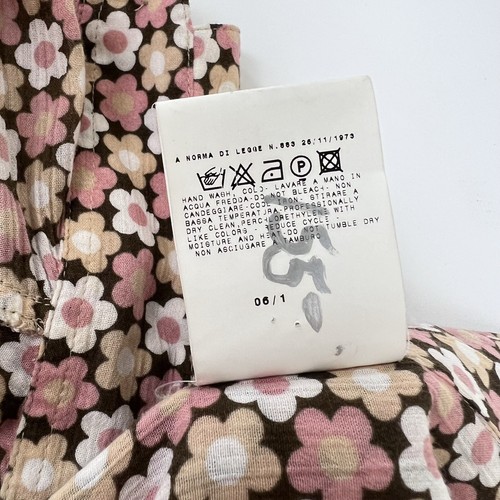 A NORMA DI LEGGE N.883 26/11/1973
P
HAND WASH, COLD. LAVARE A MANO IN
ACQUA FREDDA-DO NOT BLEACH. NON
CANDEGGIARE-COOL IRON. STIRARE A
BASSA TEMPERATURA-PROFESSIONALLY
DRY CLEAN,PERCHLORETHYLENE WITH
LIKE COLORS - REDUCE CYCLE
MOISTURE AND HEAT-DO NOT TUMBLE DRY
NON ASCIUGARE A TAMBURO
06/1